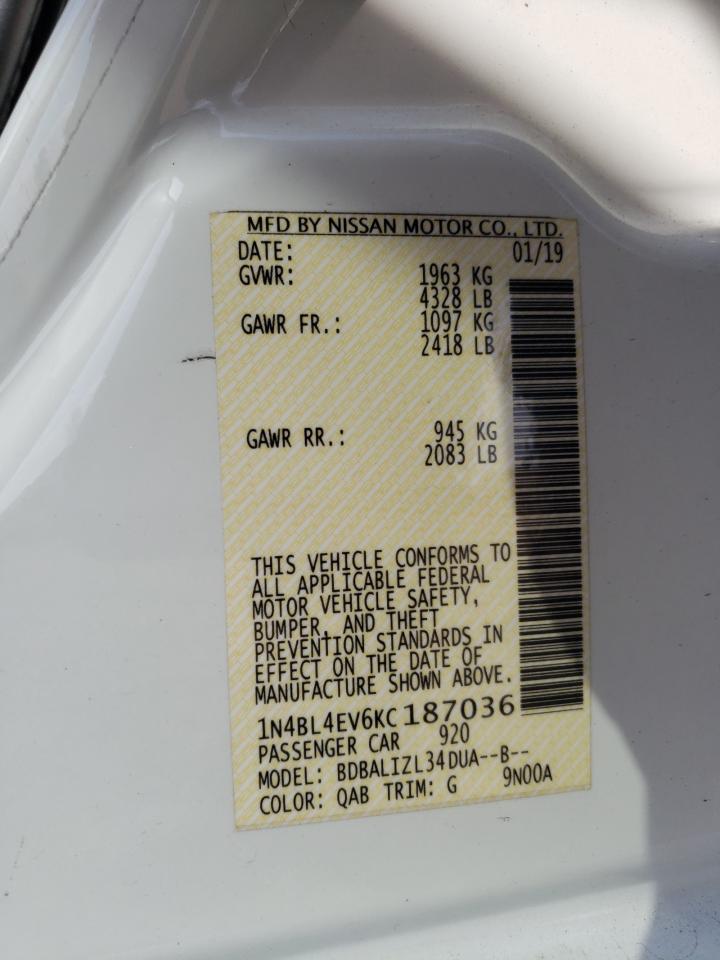 MFD BY NISSAN MOTOR CO., LTD.
DATE: 01/19
GVWR: 1963 KG
4328 LB
GAWR FR.: 1097 KG
2418 LB
GAWR RR.: 945 KG
2083 LB
THIS VEHICLE CONFORMS TO
ALL APPLICABLE FEDERAL
MOTOR VEHICLE SAFETY,
BUMPER, AND THEFT
PREVENTION STANDARDS IN
EFFECT ON THE DATE OF
MANUFACTURE SHOWN ABOVE.
1N4BL4EV6KC187036
PASSENGER CAR 920
MODEL: BDBALIZL34DUA--B--
COLOR: QAB TRIM: G 9N00A